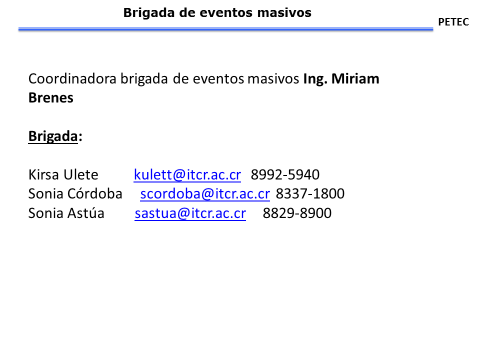 Brigada de eventos masivos
PETEC
Coordinadora brigada de eventos masivos Ing. Miriam
Brenes
Brigada:
Kirsa Ulete kulett@itcr.ac.cr 8992-5940
Sonia Córdoba scordoba@itcr.ac.cr 8337-1800
Sonia Astúa sastua@itcr.ac.cr 8829-8900